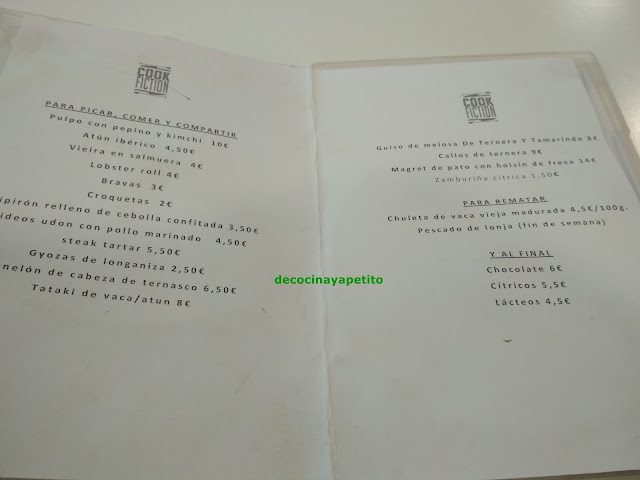 COOK
FICTION
PARA PICAR, COMER Y COMPARTIR
Pulpo con pepino y kimchi 10€
Atún ibérico 4,50€
Vieira en salmuera 4€
Lobster roll 4€
Bravas 3€
Croquetas 2€
ipirón relleno de cebolla confitada 3,50€
ideos udon con pollo marinado 4,50€
steak tartar 5,50€
Gyozas de longaniza 2,50€
nelón de cabeza de ternasco 6,50€
Tataki de vaca/atun 8€
COOK
FICTION
Guiso de melosa De Ternera Y Tamarindo 8€
Callos de ternera 9€
Magret de pato con hoisin de fresa 14€
Zamburiña cítrica 1,50€
PARA REMATAR
Chuleta de vaca vieja madurada 4,5€/100g.
Pescado de lonja (fin de semana)
Y AL FINAL
Chocolate 6€
Cítricos 5,5€
Lácteos 4,5€
decocinayapetito